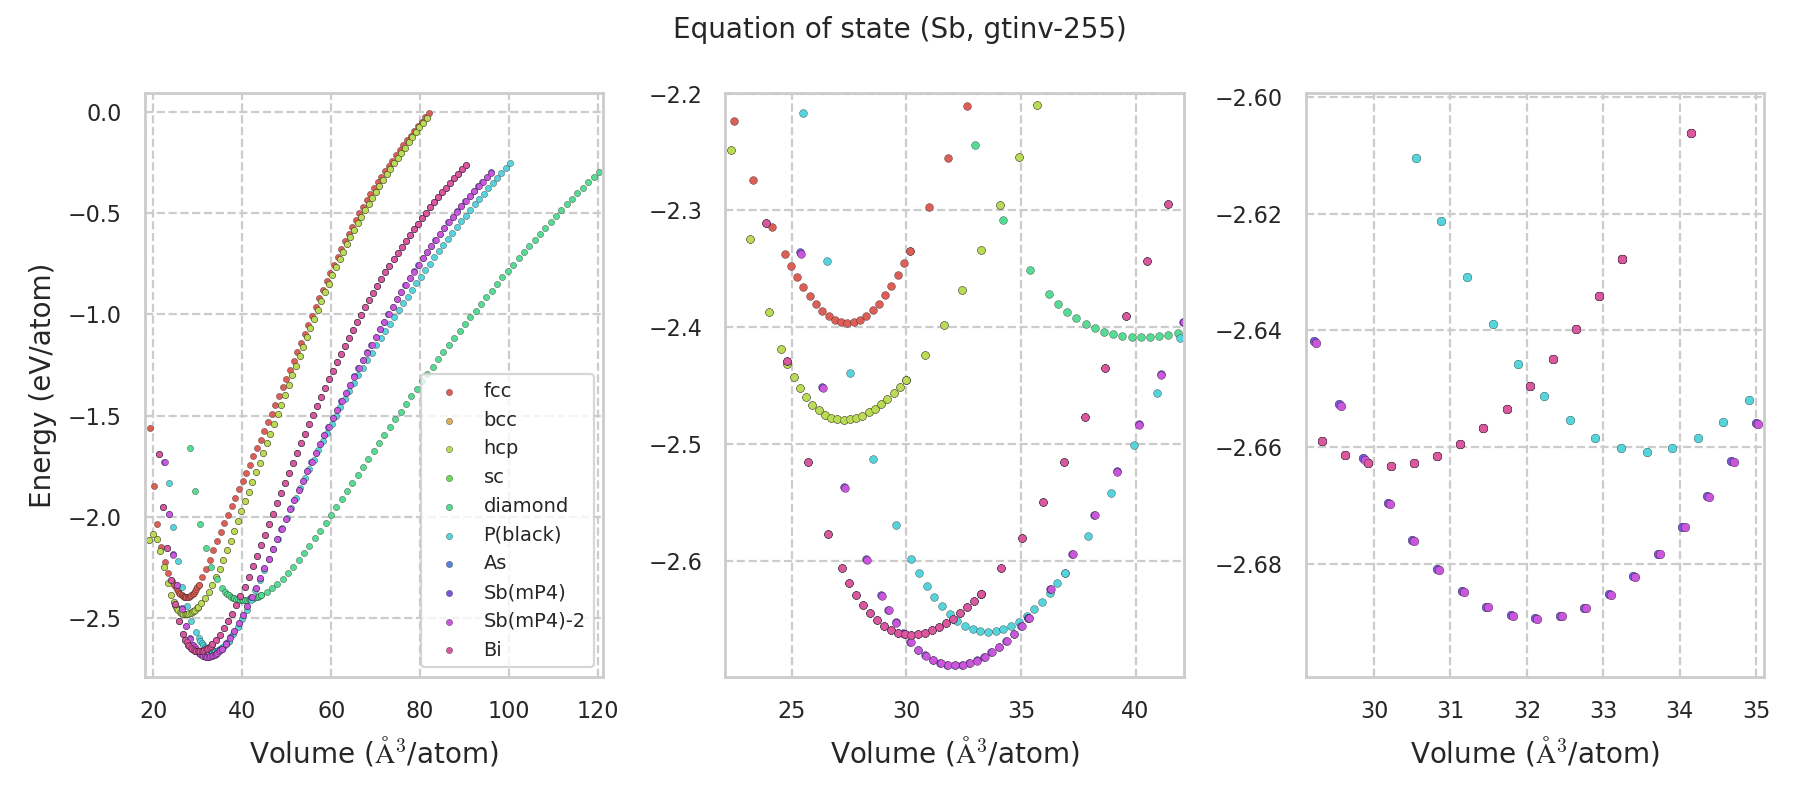 Equation of state (Sb, gtinv-255)
Energy (eV/atom)
0.0
−0.5
−1.0
−1.5
−2.0
−2.5
20 40 60 80 100 120
Volume (Å³/atom)
fcc
bcc
hcp
sc
diamond
P(black)
As
Sb(mP4)
Sb(mP4)-2
Bi
−2.2
−2.3
−2.4
−2.5
−2.6
25 30 35 40
Volume (Å³/atom)
−2.60
−2.62
−2.64
−2.66
−2.68
30 31 32 33 34 35
Volume (Å³/atom)